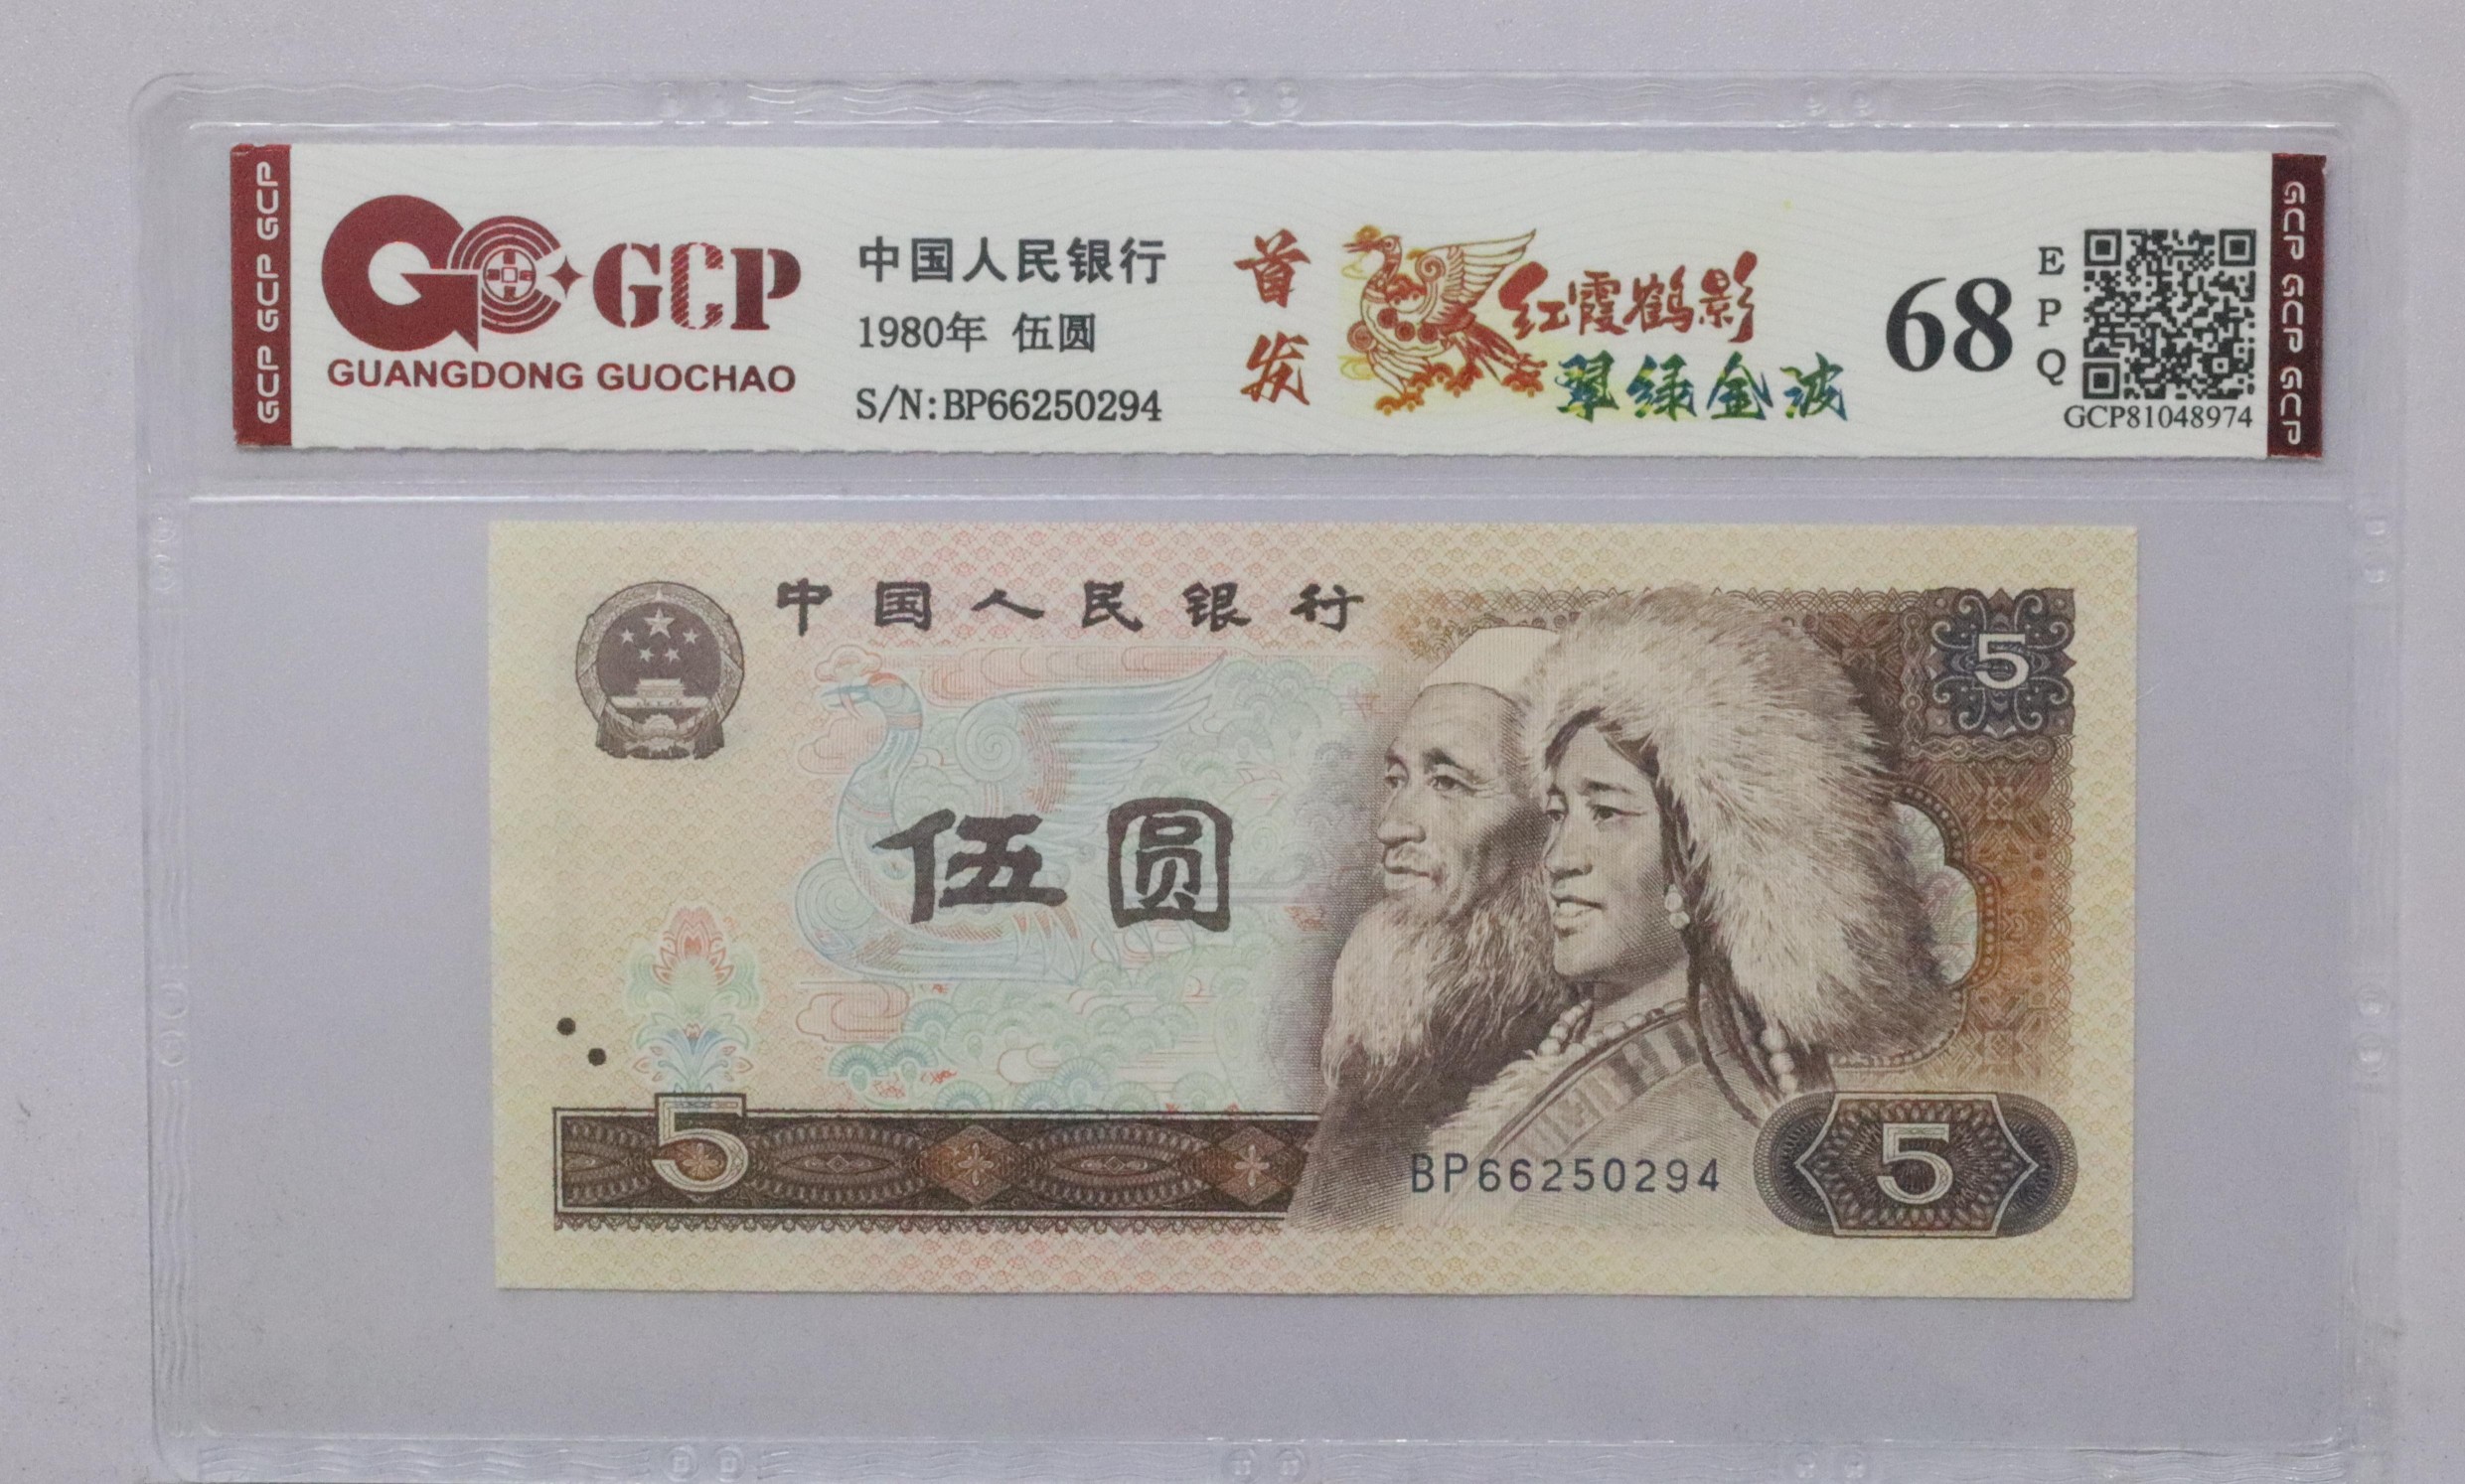 GCP GCP GCP
GCP
GUANGDONG GUOCHAO
中国人民银行
1980年 伍圆
S/N:BP66250294
首发
红霞鹤影
翠绿金波
68
EPQ
GCP81048974
GCP GCP GCP
中国人民银行
5
伍圆
5
BP66250294
5